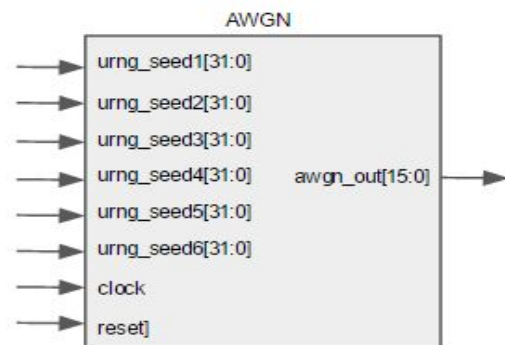 AWGN
urng_seed1[31:0]
urng_seed2[31:0]
urng_seed3[31:0]
urng_seed4[31:0]
awgn_out[15:0]
urng_seed5[31:0]
urng_seed6[31:0]
clock
reset]